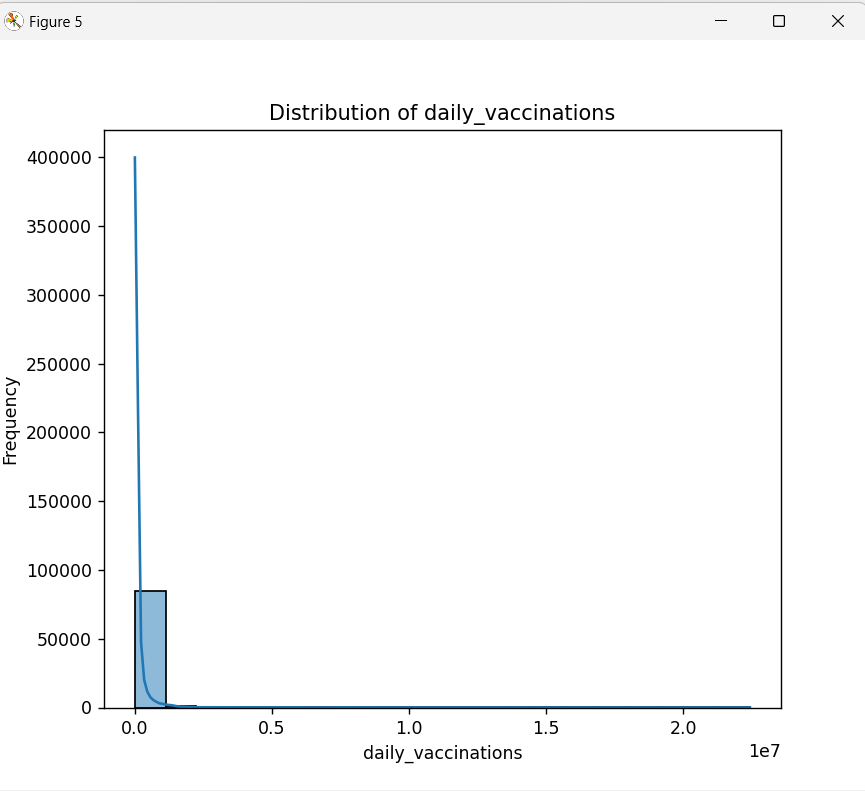 Figure 5
Distribution of daily_vaccinations
400000
350000
300000
250000
200000
150000
100000
50000
0
Frequency
0.0 0.5 1.0 1.5 2.0
1e7
daily_vaccinations